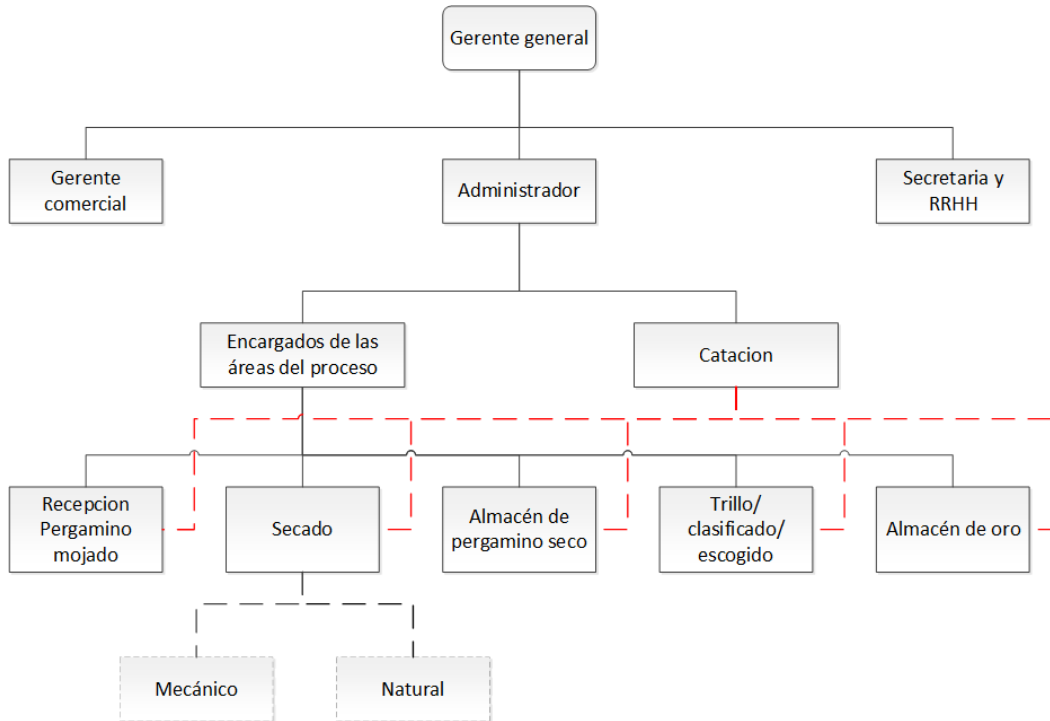 Gerente general
Gerente
comercial
Administrador
Secretaria y
RRHH
Encargados de las
áreas del proceso
Catacion
Recepcion
Pergamino
mojado
Secado
Almacén de
pergamino seco
Trillo/
clasificado/
escogido
Almacén de oro
Mecánico
Natural